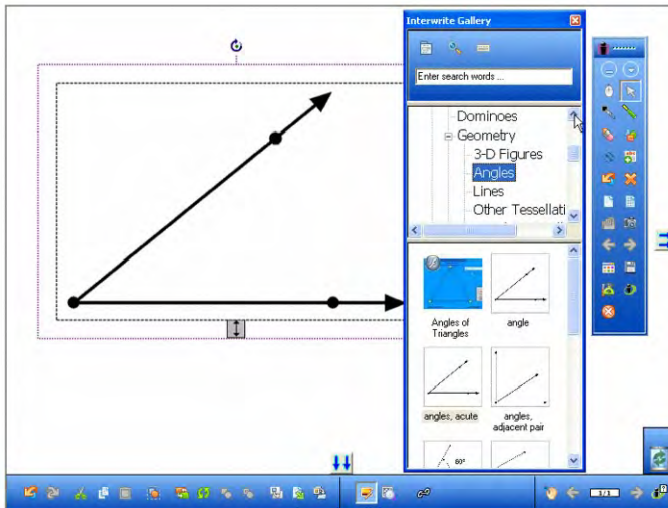 Interwrite Gallery
Enter search words ...
Dominoes
Geometry
3-D Figures
Angles
Lines
Other Tessellati
Angles of
Triangles
angle
angles, acute
angles,
adjacent pair
60°
1/1